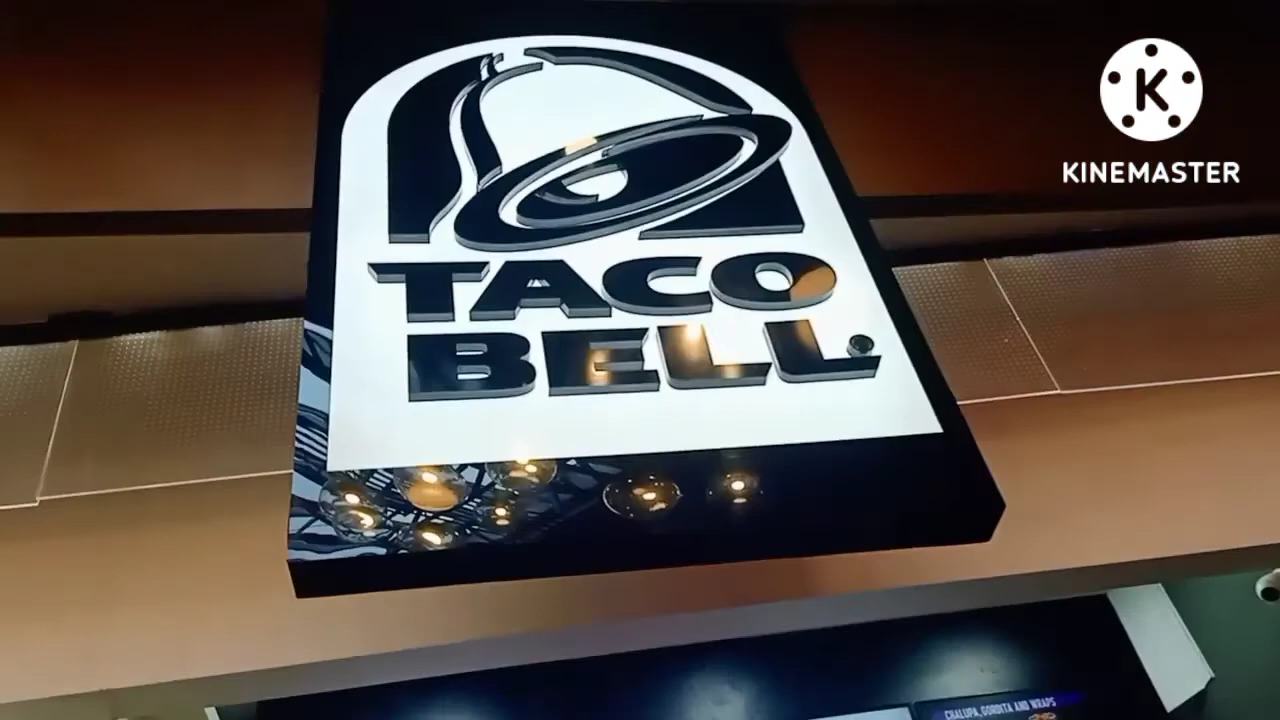 K
KINEMASTER
TACO
BELL
CHALUPA, GORDITA AND WRAPS